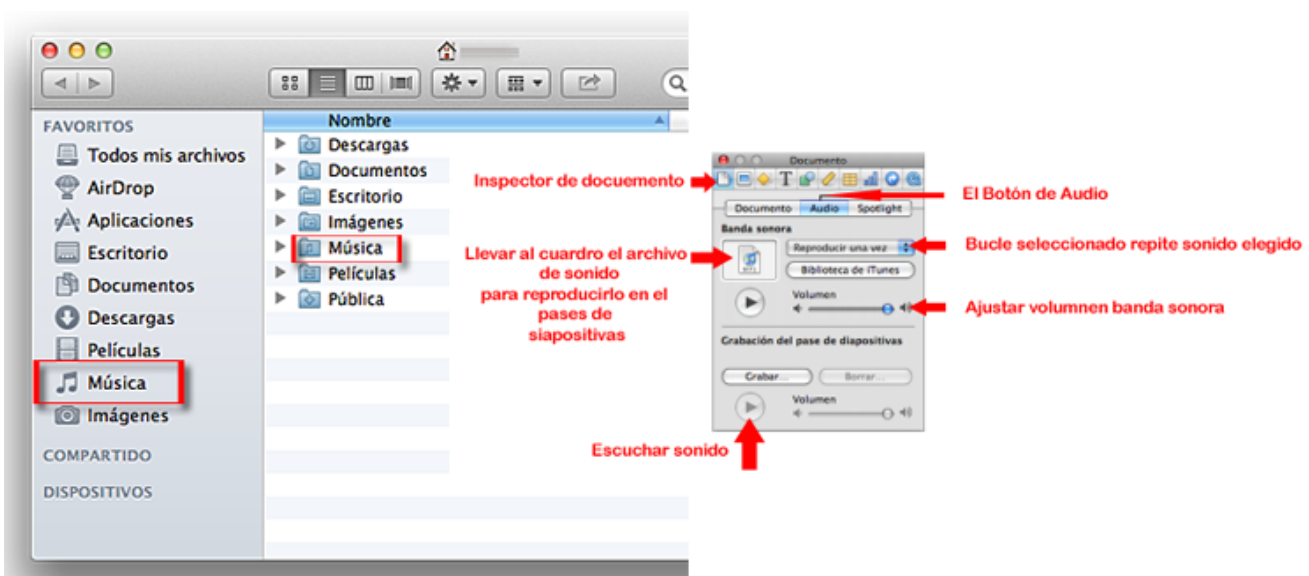 Nombre
FAVORITOS
Todos mis archivos
AirDrop
Aplicaciones
Escritorio
Documentos
Descargas
Películas
Música
Imágenes
COMPARTIDO
DISPOSITIVOS
Descargas
Documentos
Escritorio
Imágenes
Música
Películas
Pública
Inspector de docuemento
Llevar al cuardro el archivo
de sonido
para reproducirlo en el
pases de
siapositivas
Escuchar sonido
Documento
T
Documento Audio Spotlight
Banda sonora
Reproducir una vez
Biblioteca de iTunes
Volumen
Grabación del pase de diapositivas
Grabar... Borrar...
Volumen
El Botón de Audio
Bucle seleccionado repite sonido elegido
Ajustar volumnen banda sonora